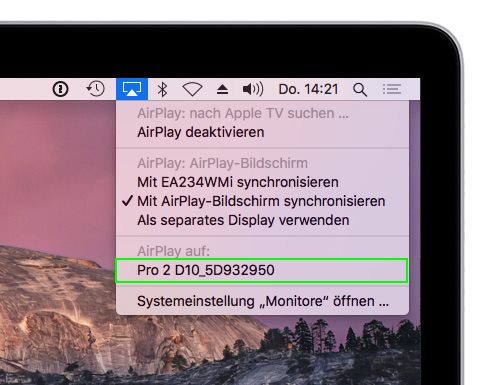 Do. 14:21
AirPlay: nach Apple TV suchen ...
AirPlay deaktivieren
AirPlay: AirPlay-Bildschirm
Mit EA234WMi synchronisieren
✓ Mit AirPlay-Bildschirm synchronisieren
Als separates Display verwenden
AirPlay auf:
Pro 2 D10_5D932950
Systemeinstellung „Monitore“ öffnen ...